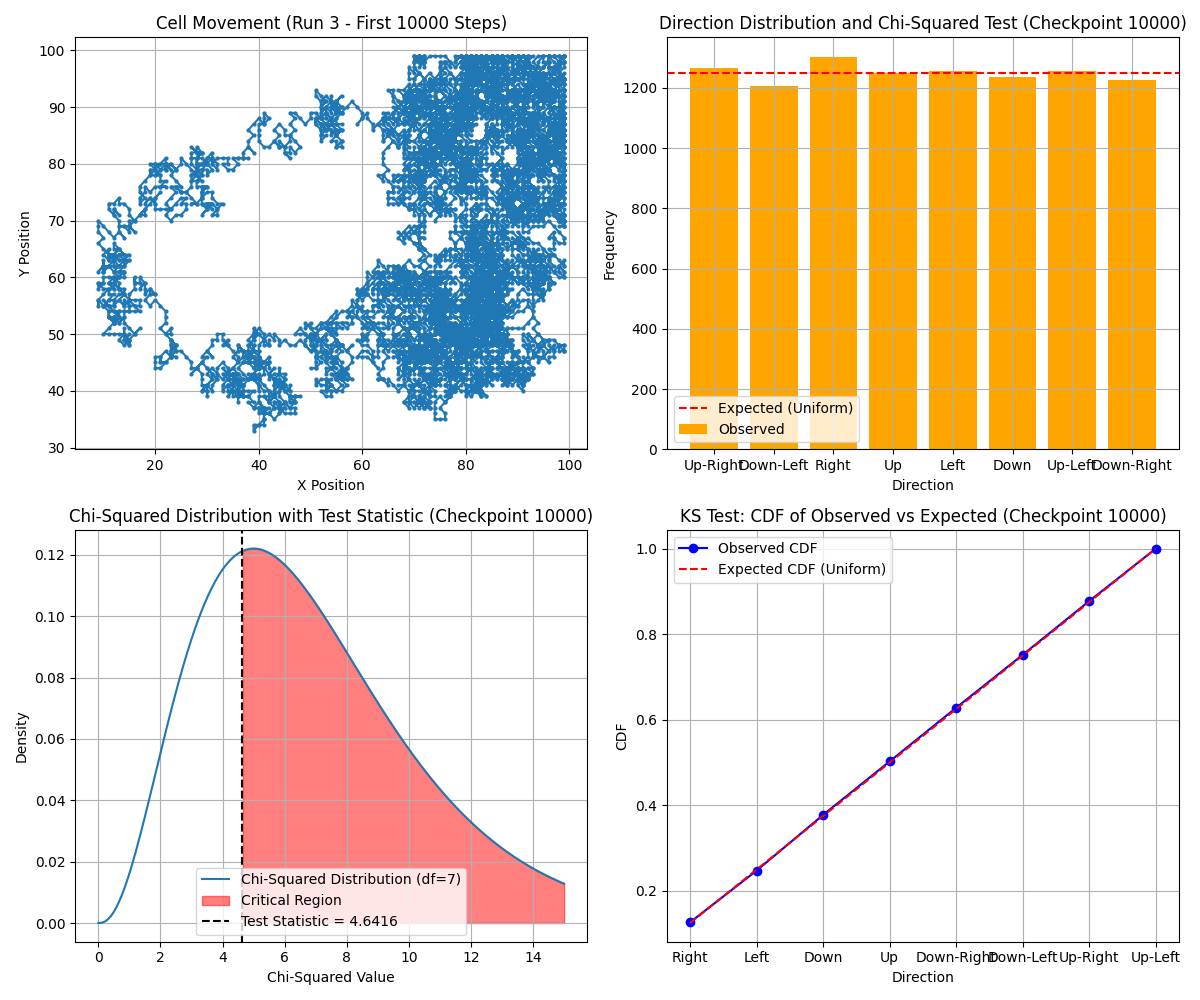 Cell Movement (Run 3 - First 10000 Steps)
100
90
80
70
60
50
40
30
Y Position
20
40
60
80
100
X Position
Direction Distribution and Chi-Squared Test (Checkpoint 10000)
1200
1000
800
600
400
200
0
Frequency
Expected (Uniform)
Observed
Up-Right
Down-Left
Right
Up
Left
Down
Up-Left
Down-Right
Direction
Chi-Squared Distribution with Test Statistic (Checkpoint 10000)
0.12
0.10
0.08
0.06
0.04
0.02
0.00
Density
Chi-Squared Distribution (df=7)
Critical Region
Test Statistic = 4.6416
0
2
4
6
8
10
12
14
Chi-Squared Value
KS Test: CDF of Observed vs Expected (Checkpoint 10000)
Observed CDF
Expected CDF (Uniform)
1.0
0.8
0.6
0.4
0.2
CDF
Right
Left
Down
Up
Down-Right
Down-Left
Up-Right
Up-Left
Direction